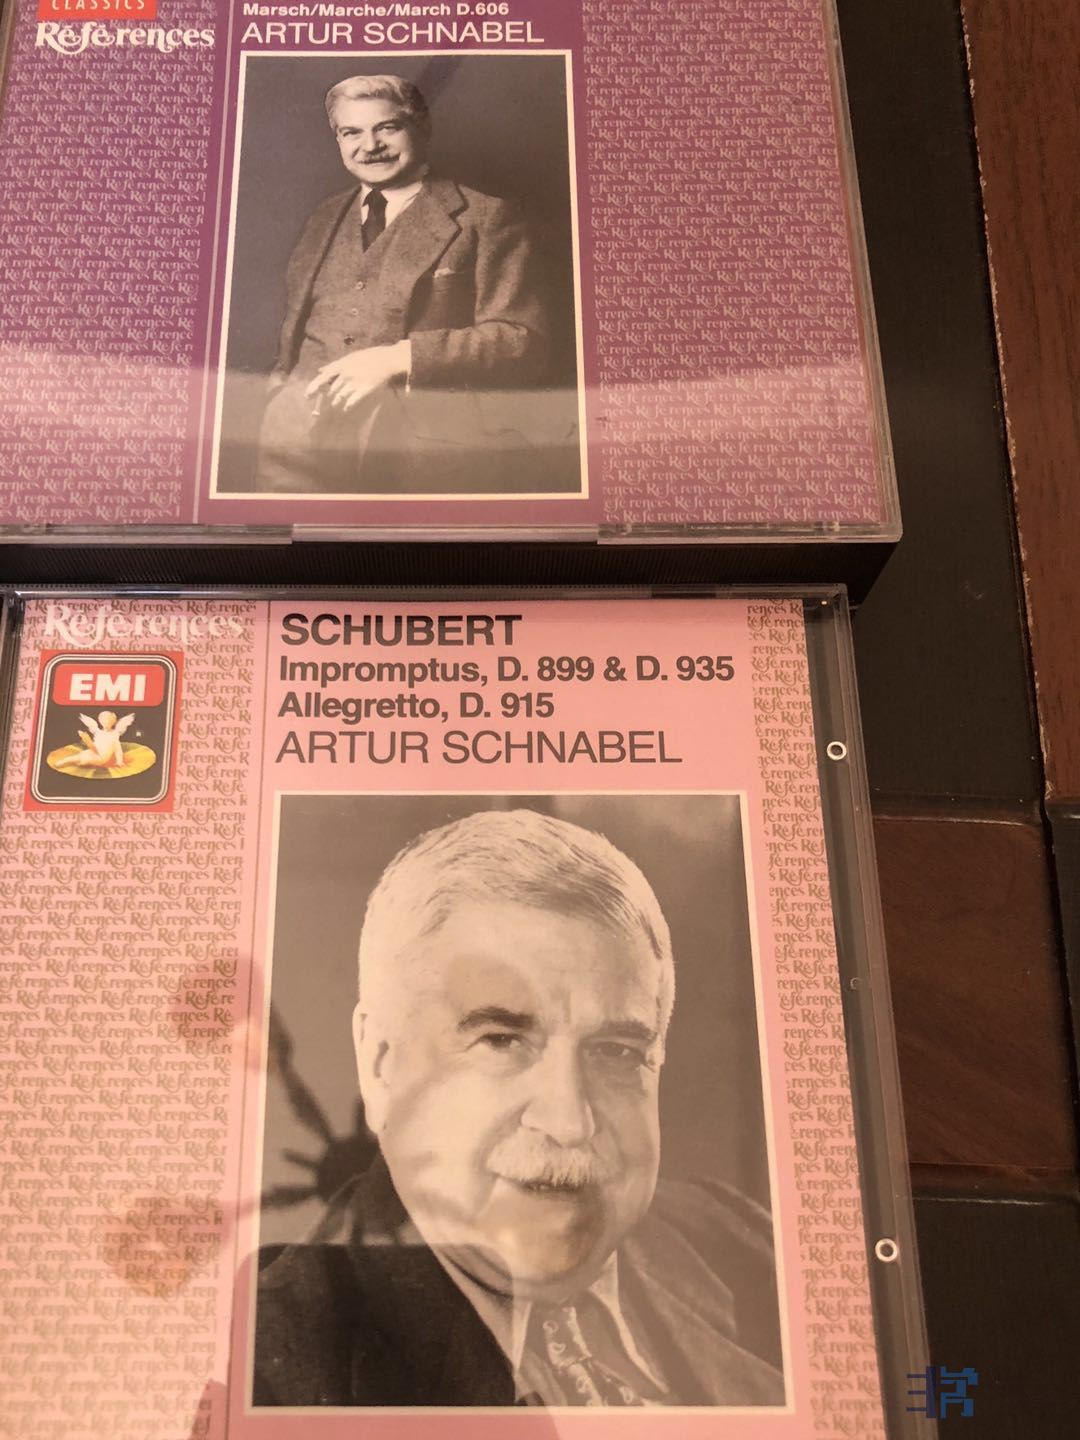 CLASSICS
Références
Marsch/Marche/March D.606
ARTUR SCHNABEL
Références
EMI
SCHUBERT
Impromptus, D. 899 & D. 935
Allegretto, D. 915
ARTUR SCHNABEL